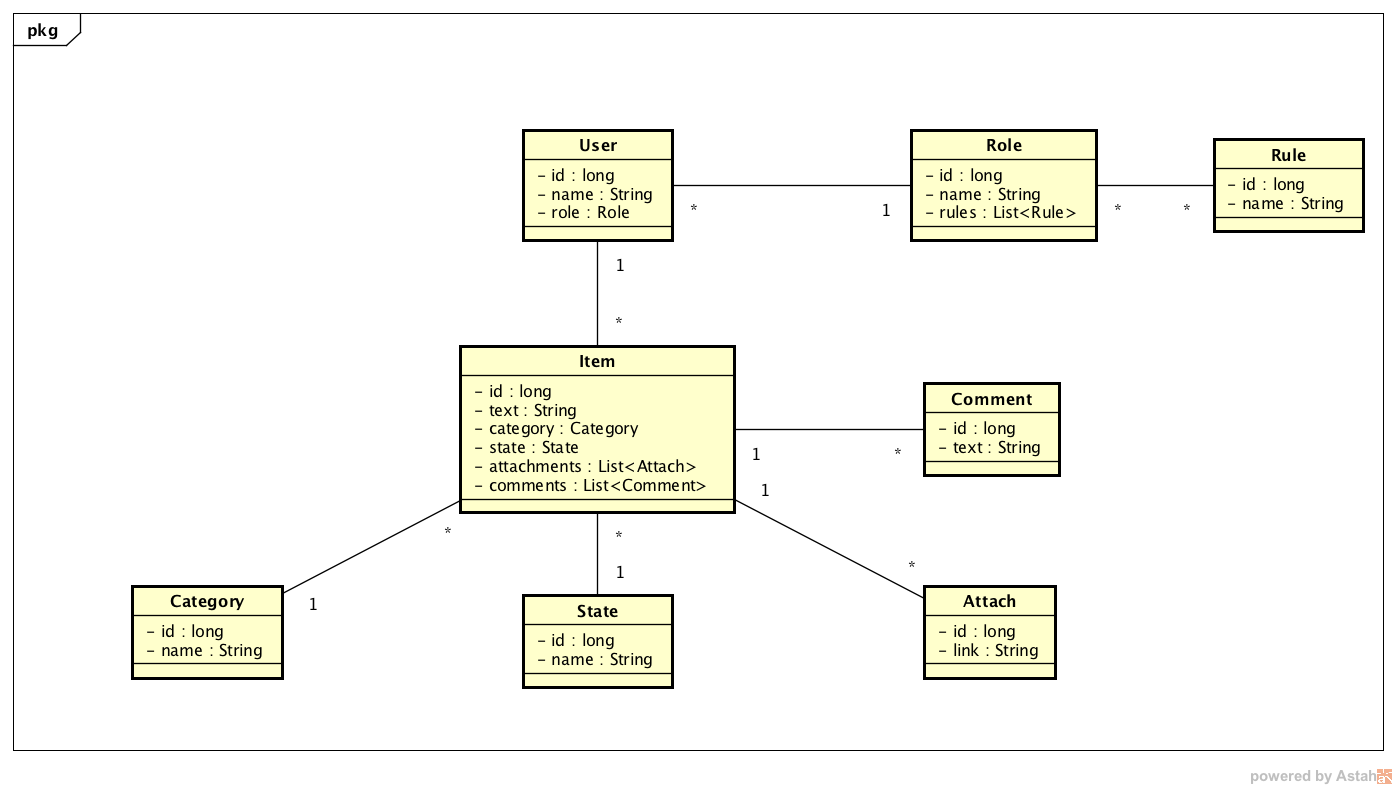 pkg
User
– id : long
– name : String
– role : Role
Role
– id : long
– name : String
– rules : List<Rule>
Rule
– id : long
– name : String
*
1
*
*
1
*
Item
– id : long
– text : String
– category : Category
– state : State
– attachments : List<Attach>
– comments : List<Comment>
Comment
– id : long
– text : String
1
*
1
*
*
1
*
1
Category
– id : long
– name : String
State
– id : long
– name : String
Attach
– id : long
– link : String
powered by Astah